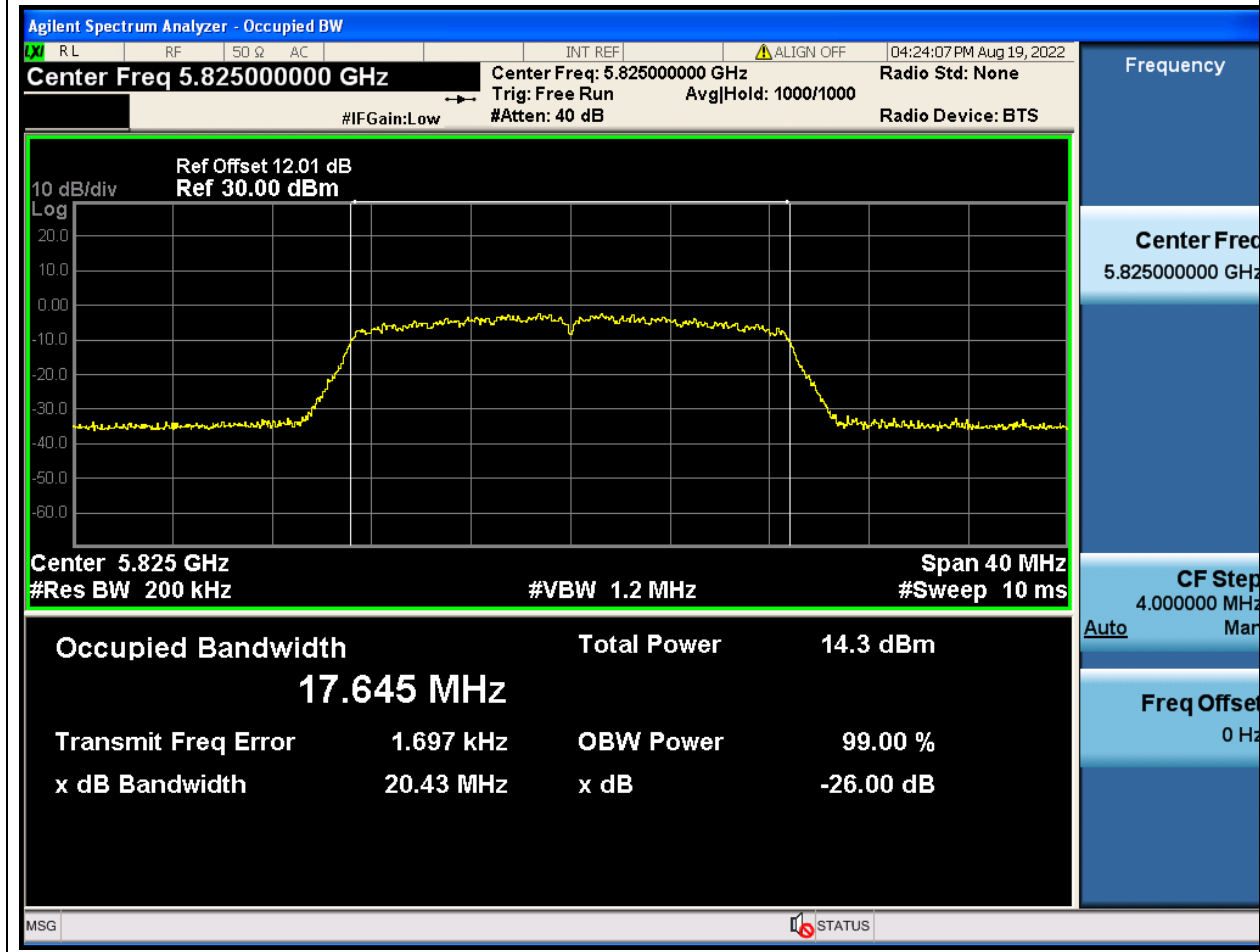 Agilent Spectrum Analyzer - Occupied BW
LXI RL RF 50 Ω AC INT REF ALIGN OFF 04:24:07 PM Aug 19, 2022
Center Freq 5.825000000 GHz
Center Freq: 5.825000000 GHz Radio Std: None
Trig: Free Run Avg|Hold: 1000/1000
#IFGain:Low #Atten: 40 dB Radio Device: BTS
Ref Offset 12.01 dB
10 dB/div Ref 30.00 dBm
Log
20.0
10.0
0.00
-10.0
-20.0
-30.0
-40.0
-50.0
-60.0
Center 5.825 GHz Span 40 MHz
#Res BW 200 kHz #VBW 1.2 MHz #Sweep 10 ms
Occupied Bandwidth Total Power 14.3 dBm
17.645 MHz
Transmit Freq Error 1.697 kHz OBW Power 99.00 %
x dB Bandwidth 20.43 MHz x dB -26.00 dB
Frequency
Center Freq
5.825000000 GHz
CF Step
4.000000 MHz
Auto Man
Freq Offset
0 Hz
MSG STATUS